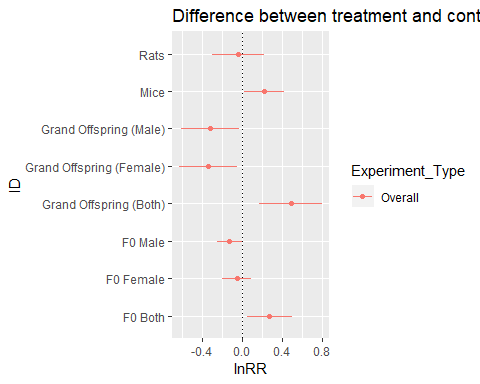 Difference between treatment and cont
Rats
Mice
Grand Offspring (Male)
Grand Offspring (Female)
Grand Offspring (Both)
F0 Male
F0 Female
F0 Both
ID
-0.4 0.0 0.4 0.8
lnRR
Experiment_Type
Overall